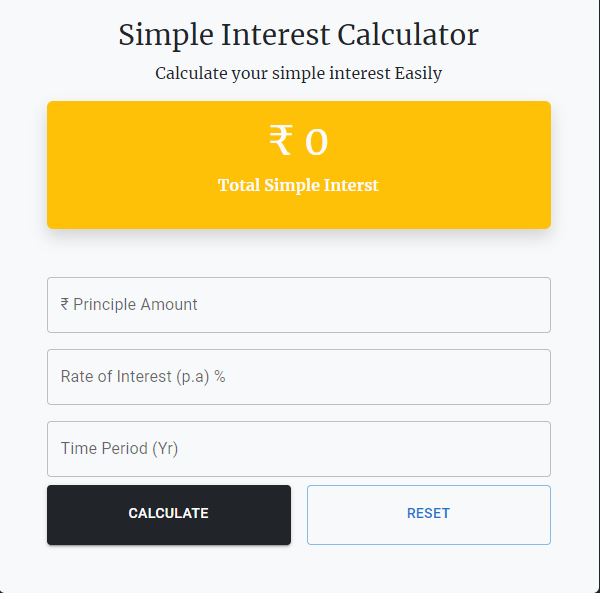 Simple Interest Calculator
Calculate your simple interest Easily
₹ 0
Total Simple Interst
₹ Principle Amount
Rate of Interest (p.a) %
Time Period (Yr)
CALCULATE
RESET